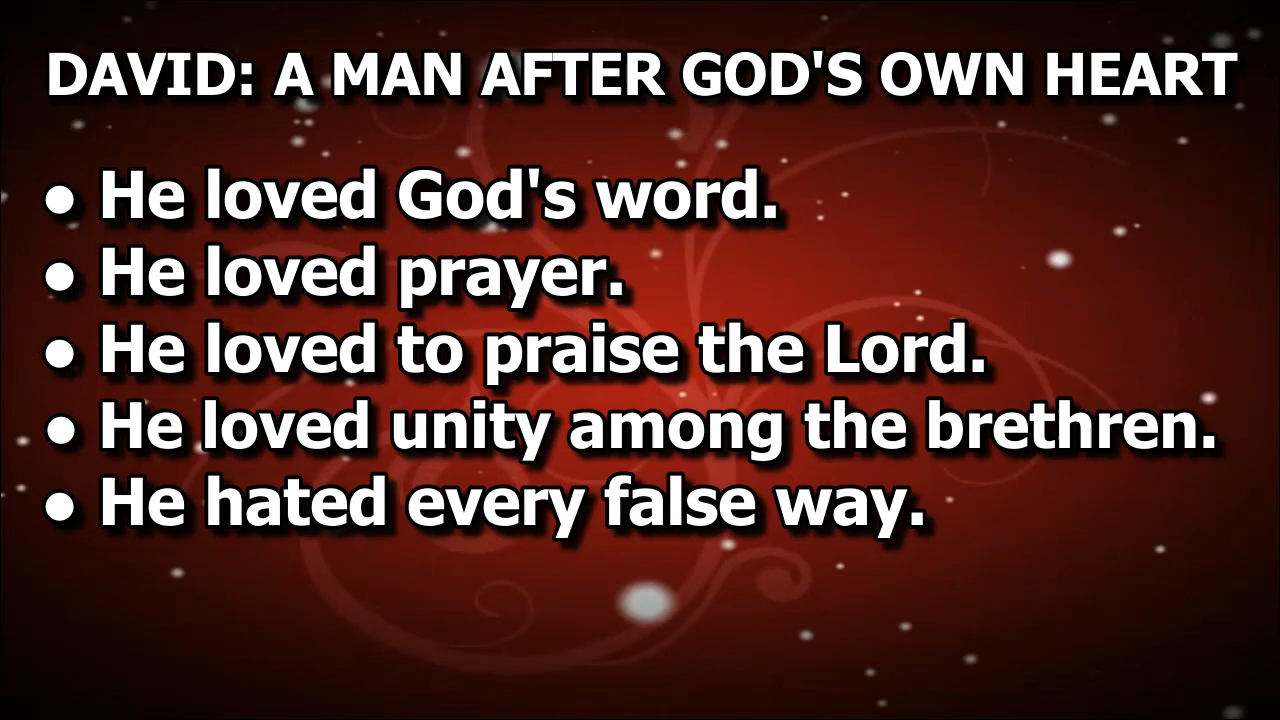 DAVID: A MAN AFTER GOD'S OWN HEART
● He loved God's word.
● He loved prayer.
● He loved to praise the Lord.
● He loved unity among the brethren.
● He hated every false way.